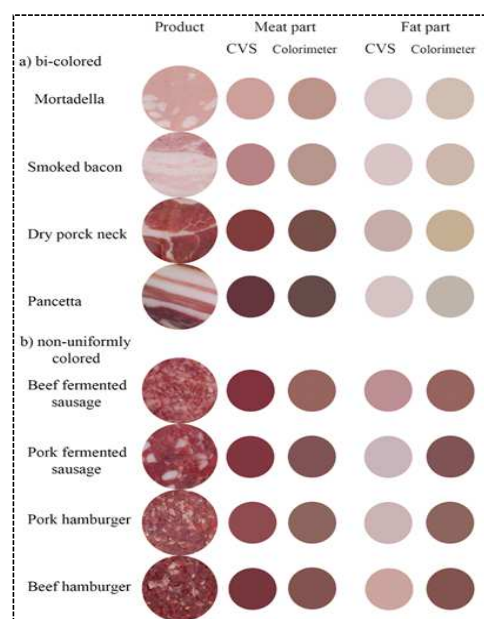 Product Meat part Fat part
CVS Colorimeter CVS Colorimeter
a) bi-colored
Mortadella
Smoked bacon
Dry porck neck
Pancetta
b) non-uniformly
colored
Beef fermented
sausage
Pork fermented
sausage
Pork hamburger
Beef hamburger